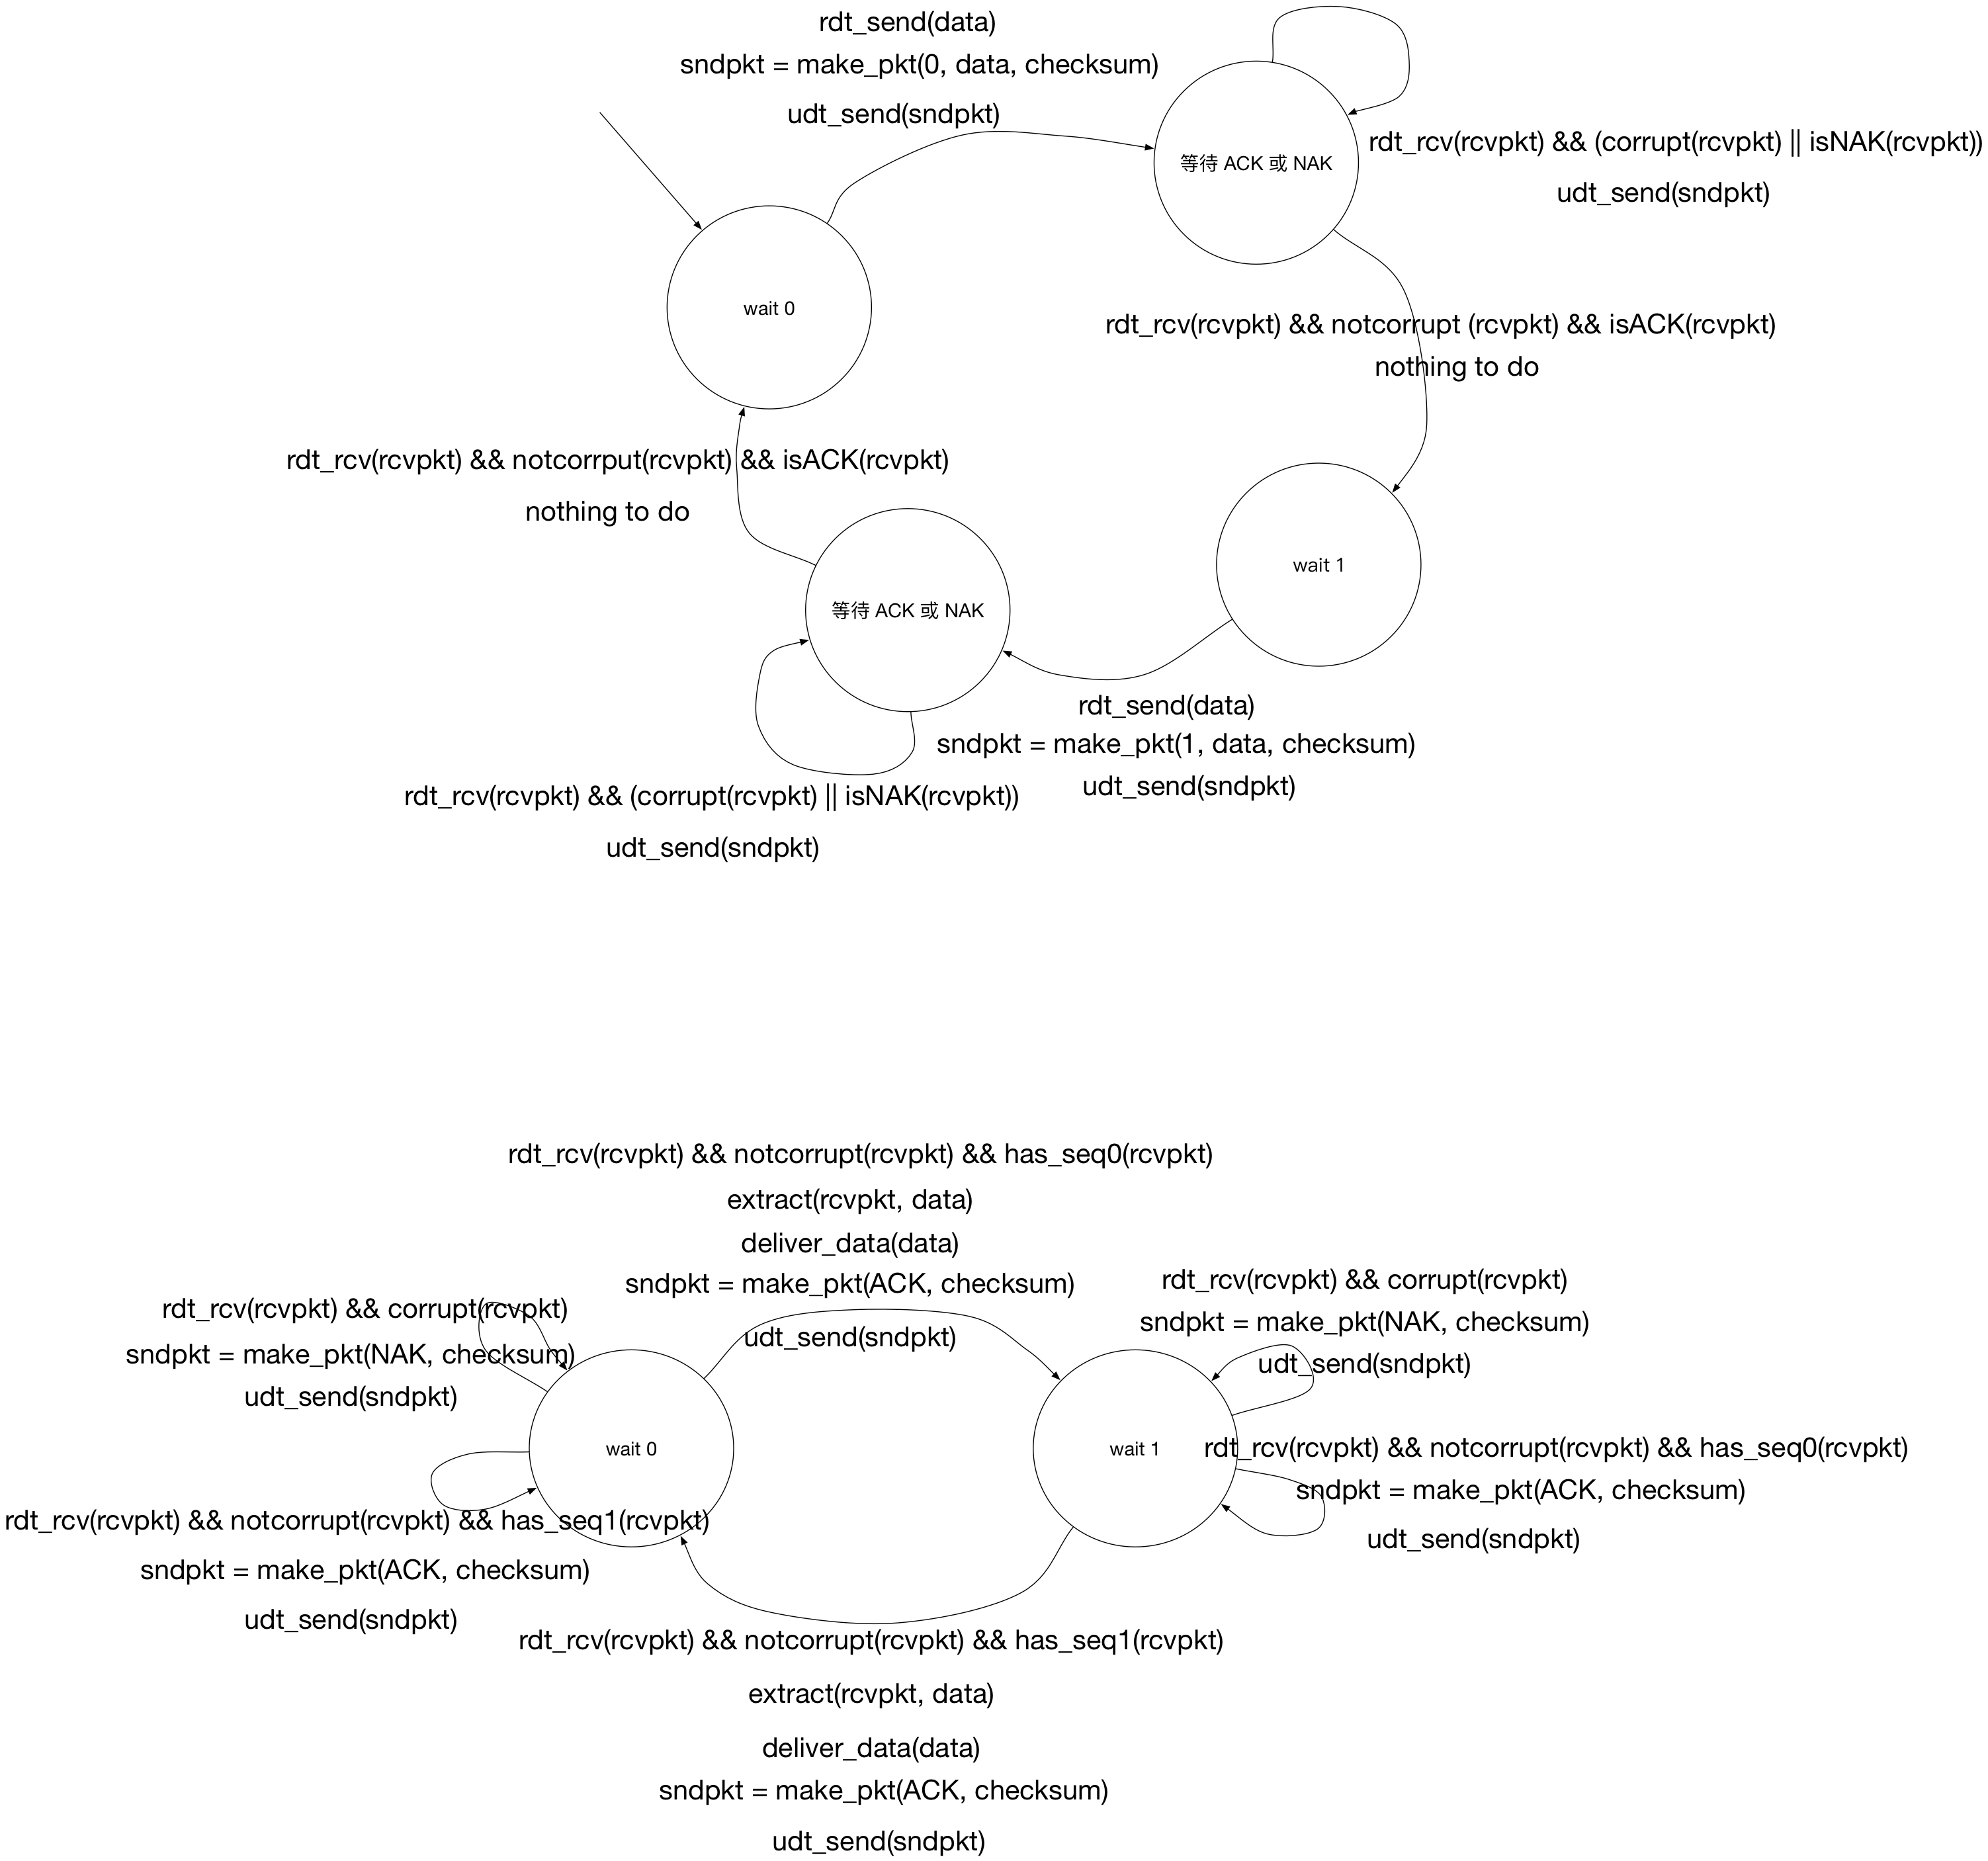 rdt_send(data)
sndpkt = make_pkt(0, data, checksum)
udt_send(sndpkt)
等待 ACK 或 NAK
rdt_rcv(rcvpkt) && (corrupt(rcvpkt) || isNAK(rcvpkt))
udt_send(sndpkt)
wait 0
rdt_rcv(rcvpkt) && notcorrupt (rcvpkt) && isACK(rcvpkt)
nothing to do
rdt_rcv(rcvpkt) && notcorrput(rcvpkt) && isACK(rcvpkt)
nothing to do
wait 1
等待 ACK 或 NAK
rdt_send(data)
sndpkt = make_pkt(1, data, checksum)
udt_send(sndpkt)
rdt_rcv(rcvpkt) && (corrupt(rcvpkt) || isNAK(rcvpkt))
udt_send(sndpkt)
rdt_rcv(rcvpkt) && notcorrupt(rcvpkt) && has_seq0(rcvpkt)
extract(rcvpkt, data)
deliver_data(data)
sndpkt = make_pkt(ACK, checksum)
udt_send(sndpkt)
rdt_rcv(rcvpkt) && corrupt(rcvpkt)
sndpkt = make_pkt(NAK, checksum)
udt_send(sndpkt)
rdt_rcv(rcvpkt) && corrupt(rcvpkt)
sndpkt = make_pkt(NAK, checksum)
udt_send(sndpkt)
wait 0
wait 1
rdt_rcv(rcvpkt) && notcorrupt(rcvpkt) && has_seq0(rcvpkt)
sndpkt = make_pkt(ACK, checksum)
udt_send(sndpkt)
rdt_rcv(rcvpkt) && notcorrupt(rcvpkt) && has_seq1(rcvpkt)
sndpkt = make_pkt(ACK, checksum)
udt_send(sndpkt)
rdt_rcv(rcvpkt) && notcorrupt(rcvpkt) && has_seq1(rcvpkt)
extract(rcvpkt, data)
deliver_data(data)
sndpkt = make_pkt(ACK, checksum)
udt_send(sndpkt)